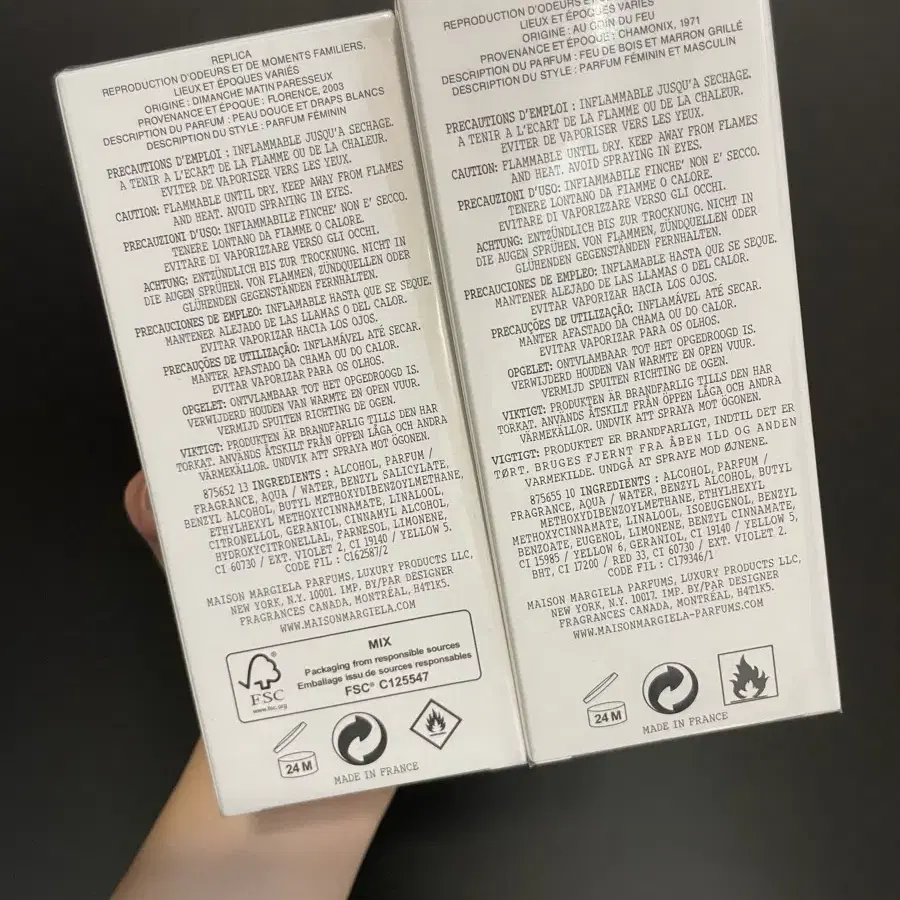 REPLICA
REPRODUCTION D'ODEURS ET DE MOMENTS FAMILIERS,
LIEUX ET ÉPOQUES VARIÉS
ORIGINE : DIMANCHE MATIN PARESSEUX
PROVENANCE ET ÉPOQUE : FLORENCE, 2003
DESCRIPTION DU PARFUM : PEAU DOUCE ET DRAPS BLANCS
DESCRIPTION DU STYLE : PARFUM FÉMININ
PRECAUTIONS D'EMPLOI : INFLAMMABLE JUSQU'A SECHAGE.
A TENIR A L'ECART DE LA FLAMME OU DE LA CHALEUR.
EVITER DE VAPORISER VERS LES YEUX.
CAUTION: FLAMMABLE UNTIL DRY. KEEP AWAY FROM FLAMES
AND HEAT. AVOID SPRAYING IN EYES.
PRECAUZIONI D'USO: INFIAMMABILE FINCHE' NON E' SECCO.
TENERE LONTANO DA FIAMME O CALORE.
EVITARE DI VAPORIZZARE VERSO GLI OCCHI.
ACHTUNG: ENTZÜNDLICH BIS ZUR TROCKNUNG. NICHT IN
DIE AUGEN SPRÜHEN. VON FLAMMEN, ZÜNDQUELLEN ODER
GLÜHENDEN GEGENSTÄNDEN FERNHALTEN.
PRECAUCIONES DE EMPLEO: INFLAMABLE HASTA QUE SE SEQUE.
MANTENER ALEJADO DE LAS LLAMAS O DEL CALOR.
EVITAR VAPORIZAR HACIA LOS OJOS.
PRECAUÇÕES DE UTILIZAÇÃO: INFLAMÁVEL ATÉ SECAR.
MANTER AFASTADO DA CHAMA OU DO CALOR.
EVITAR VAPORIZAR PARA OS OLHOS.
OPGELET: ONTVLAMBAAR TOT HET OPGEDROOGD IS.
VERWIJDERD HOUDEN VAN WARMTE EN OPEN VUUR.
VERMIJD SPUITEN RICHTING DE OGEN.
VIKTIGT: PRODUKTEN ÄR BRANDFARLIG TILLS DEN HAR
TORKAT. ANVÄNDS ÅTSKILT FRÅN ÖPPEN LÅGA OCH ANDRA
VÄRMEKÄLLOR. UNDVIK ATT SPRAYA MOT ÖGONEN.
875652 13 INGREDIENTS : ALCOHOL, PARFUM /
FRAGRANCE, AQUA / WATER, BENZYL SALICYLATE,
BENZYL ALCOHOL, BUTYL METHOXYDIBENZOYLMETHANE,
ETHYLHEXYL METHOXYCINNAMATE, LINALOOL,
CITRONELLOL, GERANIOL, CINNAMYL ALCOHOL,
HYDROXYCITRONELLAL, FARNESOL, LIMONENE,
CI 60730 / EXT. VIOLET 2, CI 19140 / YELLOW 5.
CODE FIL : C162587/2
MAISON MARGIELA PARFUMS, LUXURY PRODUCTS LLC,
NEW YORK, N.Y. 10001. IMP. BY/PAR DESIGNER
FRAGRANCES CANADA, MONTRÉAL, H4T1K5.
WWW.MAISONMARGIELA.COM
FSC
www.fsc.org
MIX
Packaging from responsible sources
Emballage issu de sources responsables
FSC® C125547
24 M
MADE IN FRANCE
REPRODUCTION D'ODEURS ET
LIEUX ET ÉPOQUES VARIÉS
ORIGINE : AU COIN DU FEU
PROVENANCE ET ÉPOQUE : CHAMONIX, 1971
DESCRIPTION DU PARFUM : FEU DE BOIS ET MARRON GRILLÉ
DESCRIPTION DU STYLE : PARFUM FÉMININ ET MASCULIN
PRECAUTIONS D'EMPLOI : INFLAMMABLE JUSQU'A SECHAGE.
A TENIR A L'ECART DE LA FLAMME OU DE LA CHALEUR.
EVITER DE VAPORISER VERS LES YEUX.
CAUTION: FLAMMABLE UNTIL DRY. KEEP AWAY FROM FLAMES
AND HEAT. AVOID SPRAYING IN EYES.
PRECAUZIONI D'USO: INFIAMMABILE FINCHE' NON E' SECCO.
TENERE LONTANO DA FIAMME O CALORE.
EVITARE DI VAPORIZZARE VERSO GLI OCCHI.
ACHTUNG: ENTZÜNDLICH BIS ZUR TROCKNUNG. NICHT IN
DIE AUGEN SPRÜHEN. VON FLAMMEN, ZÜNDQUELLEN ODER
GLÜHENDEN GEGENSTÄNDEN FERNHALTEN.
PRECAUCIONES DE EMPLEO: INFLAMABLE HASTA QUE SE SEQUE.
MANTENER ALEJADO DE LAS LLAMAS O DEL CALOR.
EVITAR VAPORIZAR HACIA LOS OJOS.
PRECAUÇÕES DE UTILIZAÇÃO: INFLAMÁVEL ATÉ SECAR.
MANTER AFASTADO DA CHAMA OU DO CALOR.
EVITAR VAPORIZAR PARA OS OLHOS.
OPGELET: ONTVLAMBAAR TOT HET OPGEDROOGD IS.
VERWIJDERD HOUDEN VAN WARMTE EN OPEN VUUR.
VERMIJD SPUITEN RICHTING DE OGEN.
VIKTIGT: PRODUKTEN ÄR BRANDFARLIG TILLS DEN HAR
TORKAT. ANVÄNDS ÅTSKILT FRÅN ÖPPEN LÅGA OCH ANDRA
VÄRMEKÄLLOR. UNDVIK ATT SPRAYA MOT ÖGONEN.
VIGTIGT: PRODUKTET ER BRANDFARLIGT, INDTIL DET ER
TØRT. BRUGES FJERNT FRA ÅBEN ILD OG ANDEN
VARMEKILDE. UNDGÅ AT SPRAYE MOD ØJNENE.
875655 10 INGREDIENTS : ALCOHOL, PARFUM /
FRAGRANCE, AQUA / WATER, BENZYL ALCOHOL, BUTYL
METHOXYDIBENZOYLMETHANE, ETHYLHEXYL
METHOXYCINNAMATE, LINALOOL, ISOEUGENOL, BENZYL
BENZOATE, EUGENOL, LIMONENE, BENZYL CINNAMATE,
CI 15985 / YELLOW 6, GERANIOL, CI 19140 / YELLOW 5,
BHT, CI 17200 / RED 33, CI 60730 / EXT. VIOLET 2.
CODE FIL : C179346/1
MAISON MARGIELA PARFUMS, LUXURY PRODUCTS LLC,
NEW YORK, N.Y. 10017. IMP. BY/PAR DESIGNER
FRAGRANCES CANADA, MONTRÉAL, H4T1K5.
WWW.MAISONMARGIELA-PARFUMS.COM
24 M
MADE IN FRANCE